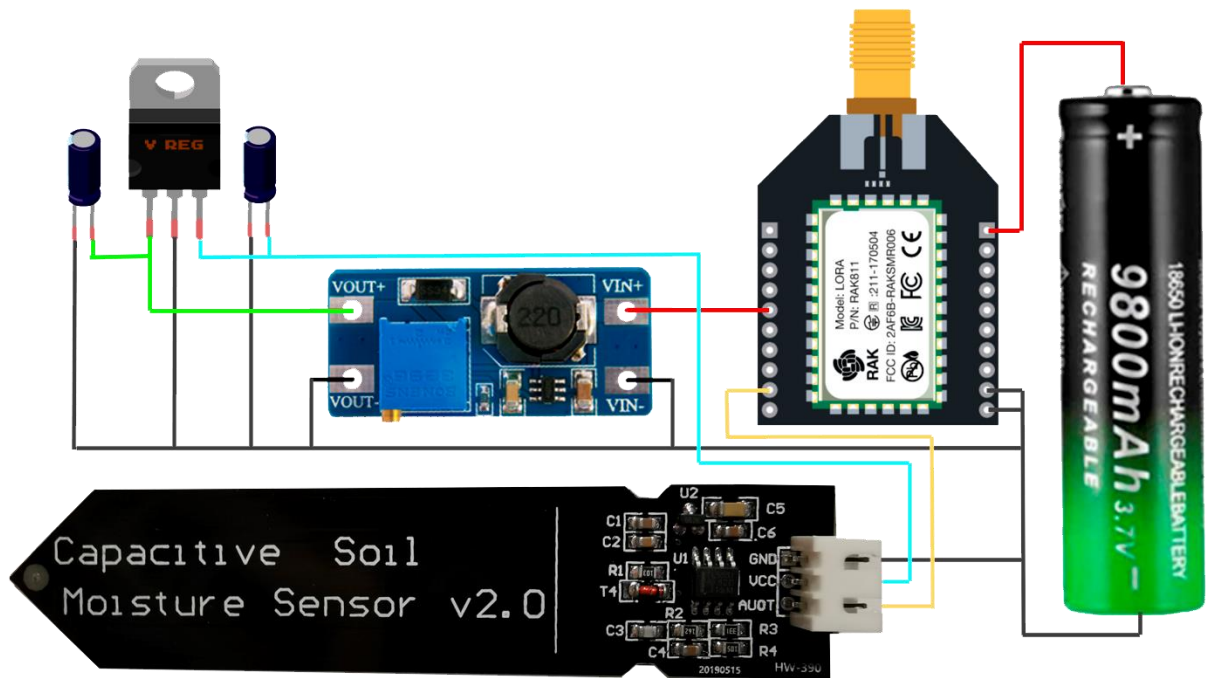 V REG
VOUT+
VIN+
220
VOUT-
VIN-
Model: LORA
P/N: RAK811
RAK
R :211-170504
FCC ID: 2AF6B-RAKSMR006
FC CE
Pb
+
18650 LI-IONRECHARGEABLEBATTERY
9800mAh 3.7V −
RECHARGEABLE
Capacitive Soil
Moisture Sensor v2.0
U2
C5
C1
C6
C2
U1
GND
R1
VCC
T4
AUOT
R2
C3
R3
C4
R4
20190515
HW-390